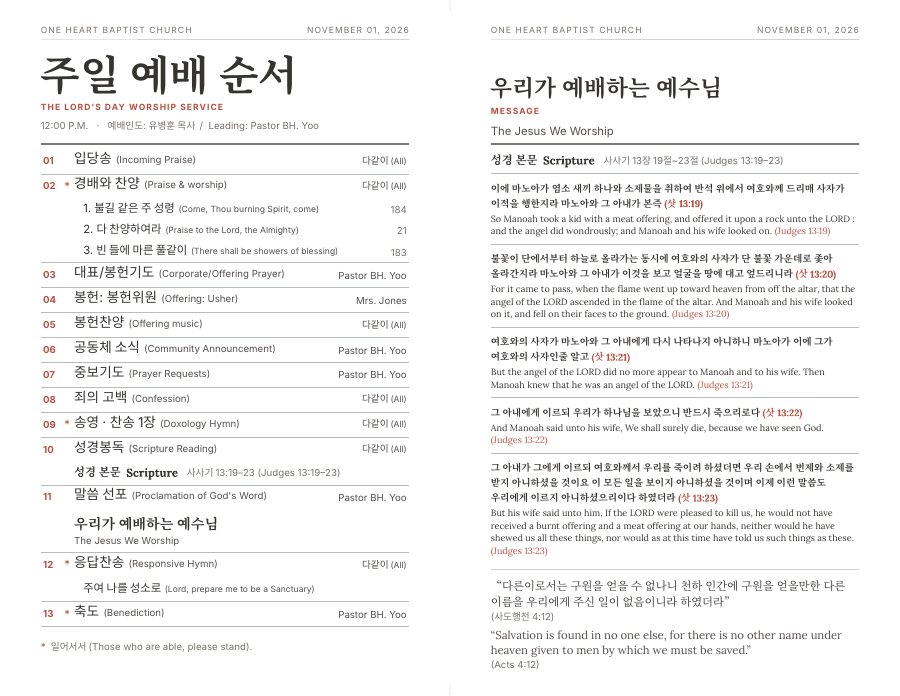 ONE HEART BAPTIST CHURCH NOVEMBER 01, 2026
주일 예배 순서
THE LORD'S DAY WORSHIP SERVICE
12:00 P.M. · 예배인도: 유병훈 목사 / Leading: Pastor BH. Yoo
01 입당송 (Incoming Praise) 다같이 (All)
02 * 경배와 찬양 (Praise & worship) 다같이 (All)
1. 불길 같은 주 성령 (Come, Thou burning Spirit, come) 184
2. 다 찬양하여라 (Praise to the Lord, the Almighty) 21
3. 빈 들에 마른 풀같이 (There shall be showers of blessing) 183
03 대표/봉헌기도 (Corporate/Offering Prayer) Pastor BH. Yoo
04 봉헌: 봉헌위원 (Offering: Usher) Mrs. Jones
05 봉헌찬양 (Offering music) 다같이 (All)
06 공동체 소식 (Community Announcement) Pastor BH. Yoo
07 중보기도 (Prayer Requests) Pastor BH. Yoo
08 죄의 고백 (Confession) 다같이 (All)
09 * 송영 · 찬송 1장 (Doxology Hymn) 다같이 (All)
10 성경봉독 (Scripture Reading) 다같이 (All)
성경 본문 Scripture 사사기 13:19–23 (Judges 13:19–23)
11 말씀 선포 (Proclamation of God's Word) Pastor BH. Yoo
우리가 예배하는 예수님
The Jesus We Worship
12 * 응답찬송 (Responsive Hymn) 다같이 (All)
주여 나를 성소로 (Lord, prepare me to be a Sanctuary)
13 * 축도 (Benediction) Pastor BH. Yoo
* 일어서서 (Those who are able, please stand).
ONE HEART BAPTIST CHURCH NOVEMBER 01, 2026
우리가 예배하는 예수님
MESSAGE
The Jesus We Worship
성경 본문 Scripture 사사기 13장 19절~23절 (Judges 13:19–23)
이에 마노아가 염소 새끼 하나와 소제물을 취하여 반석 위에서 여호와께 드리매 사자가
이적을 행한지라 마노아와 그 아내가 본즉 (삿 13:19)
So Manoah took a kid with a meat offering, and offered it upon a rock unto the LORD :
and the angel did wondrously; and Manoah and his wife looked on. (Judges 13:19)
불꽃이 단에서부터 하늘로 올라가는 동시에 여호와의 사자가 단 불꽃 가운데로 좇아
올라간지라 마노아와 그 아내가 이것을 보고 얼굴을 땅에 대고 엎드리니라 (삿 13:20)
For it came to pass, when the flame went up toward heaven from off the altar, that the
angel of the LORD ascended in the flame of the altar. And Manoah and his wife looked
on it, and fell on their faces to the ground. (Judges 13:20)
여호와의 사자가 마노아와 그 아내에게 다시 나타나지 아니하니 마노아가 이에 그가
여호와의 사자인줄 알고 (삿 13:21)
But the angel of the LORD did no more appear to Manoah and to his wife. Then
Manoah knew that he was an angel of the LORD. (Judges 13:21)
그 아내에게 이르되 우리가 하나님을 보았으니 반드시 죽으리로다 (삿 13:22)
And Manoah said unto his wife, We shall surely die, because we have seen God.
(Judges 13:22)
그 아내가 그에게 이르되 여호와께서 우리를 죽이려 하셨더면 우리 손에서 번제와 소제를
받지 아니하셨을 것이요 이 모든 일을 보이지 아니하셨을 것이며 이제 이런 말씀도
우리에게 이르지 아니하셨으리이다 하였더라 (삿 13:23)
But his wife said unto him, If the LORD were pleased to kill us, he would not have
received a burnt offering and a meat offering at our hands, neither would he have
shewed us all these things, nor would as at this time have told us such things as these.
(Judges 13:23)
“다른이로서는 구원을 얻을 수 없나니 천하 인간에 구원을 얻을만한 다른
이름을 우리에게 주신 일이 없음이니라 하였더라”
(사도행전 4:12)
“Salvation is found in no one else, for there is no other name under
heaven given to men by which we must be saved.”
(Acts 4:12)